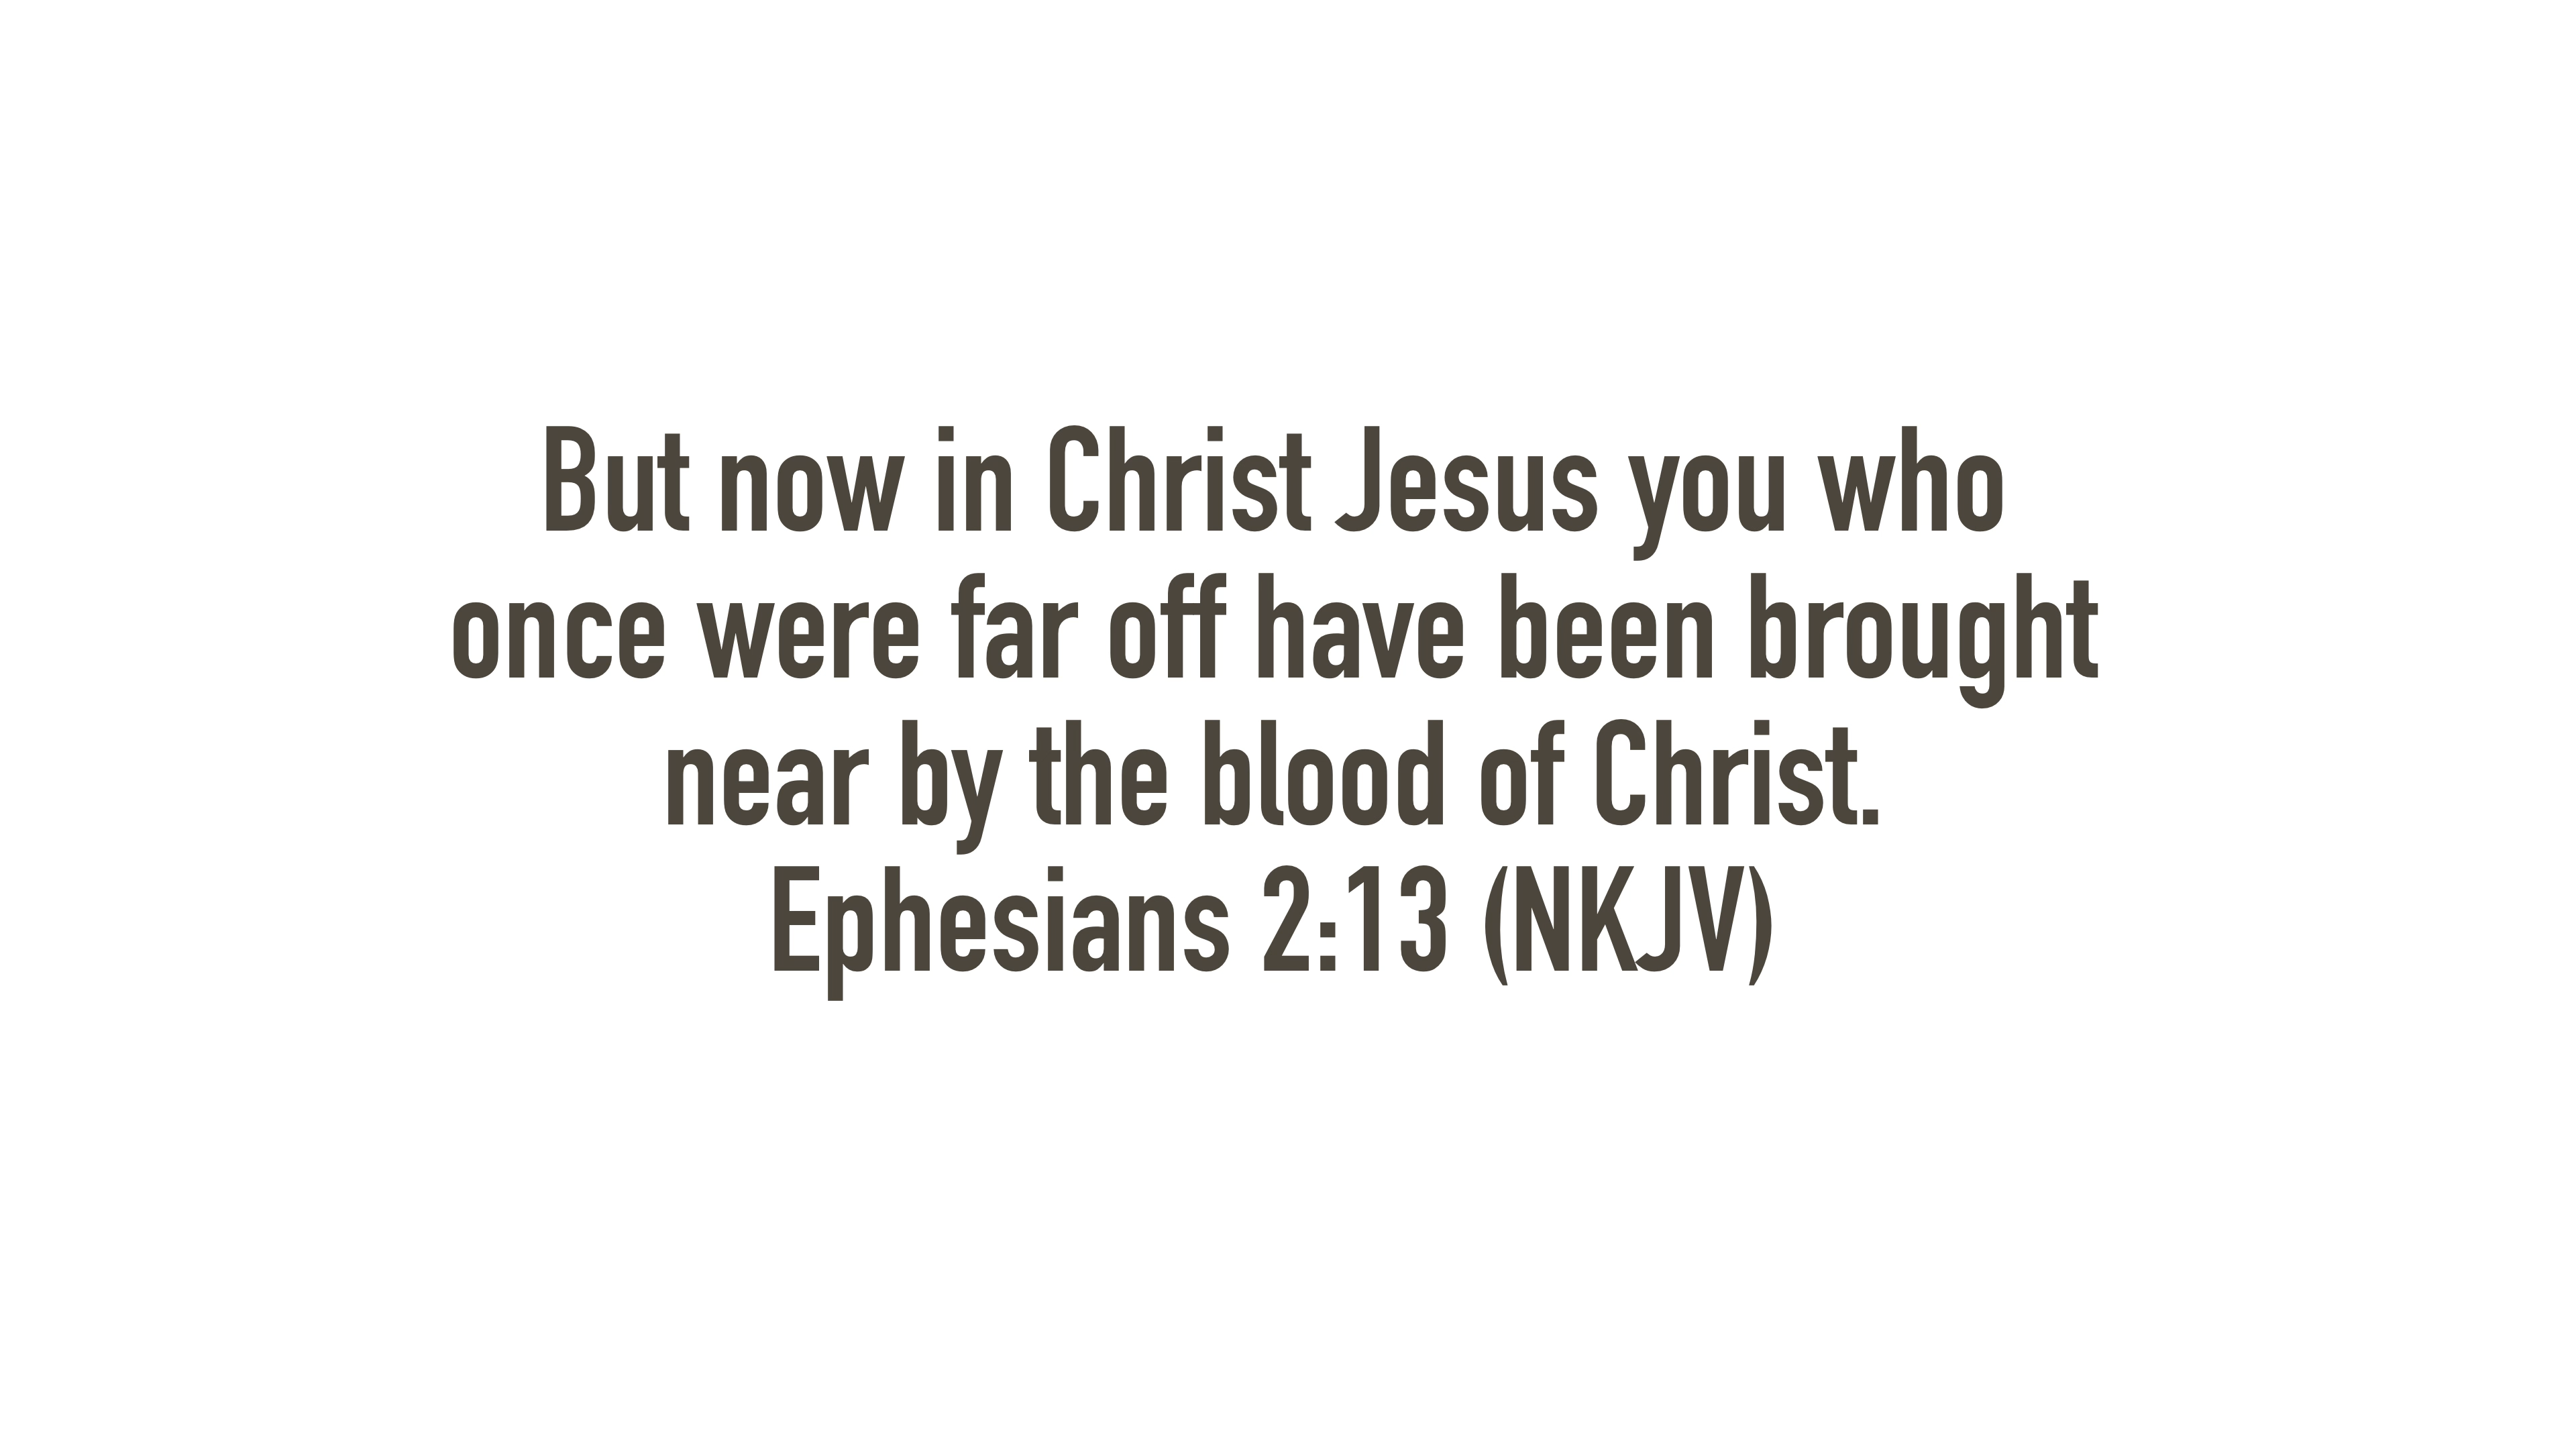 But now in Christ Jesus you who
once were far off have been brought
near by the blood of Christ.
Ephesians 2:13 (NKJV)